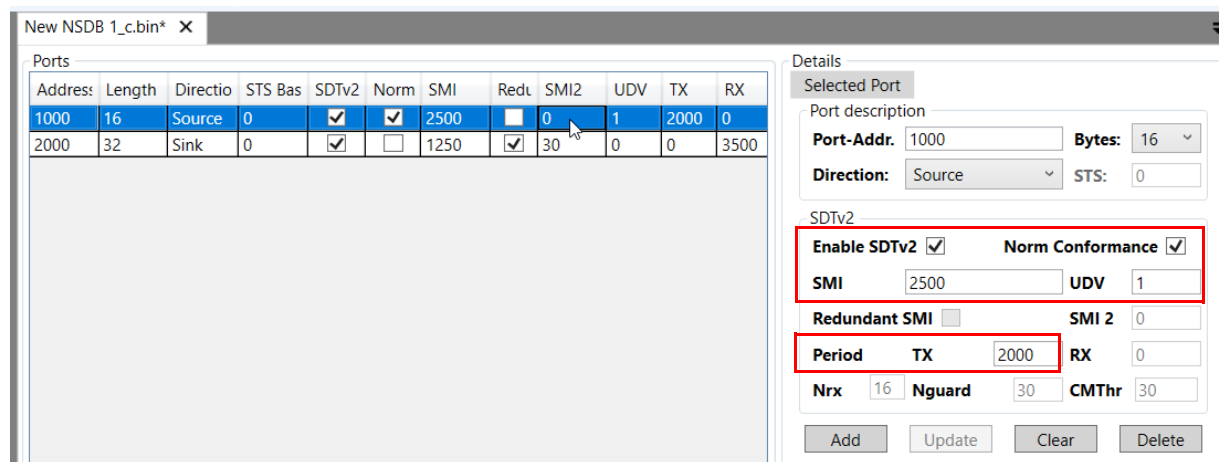 New NSDB 1_c.bin* X
Ports
Address Length Directio STS Bas SDTv2 Norm SMI Redu SMI2 UDV TX RX
1000 16 Source 0 2500 0 1 2000 0
2000 32 Sink 0 1250 30 0 0 3500
Details
Selected Port
Port description
Port-Addr. 1000 Bytes: 16
Direction: Source STS: 0
SDTv2
Enable SDTv2 Norm Conformance
SMI 2500 UDV 1
Redundant SMI SMI 2 0
Period TX 2000 RX 0
Nrx 16 Nguard 30 CMThr 30
Add Update Clear Delete